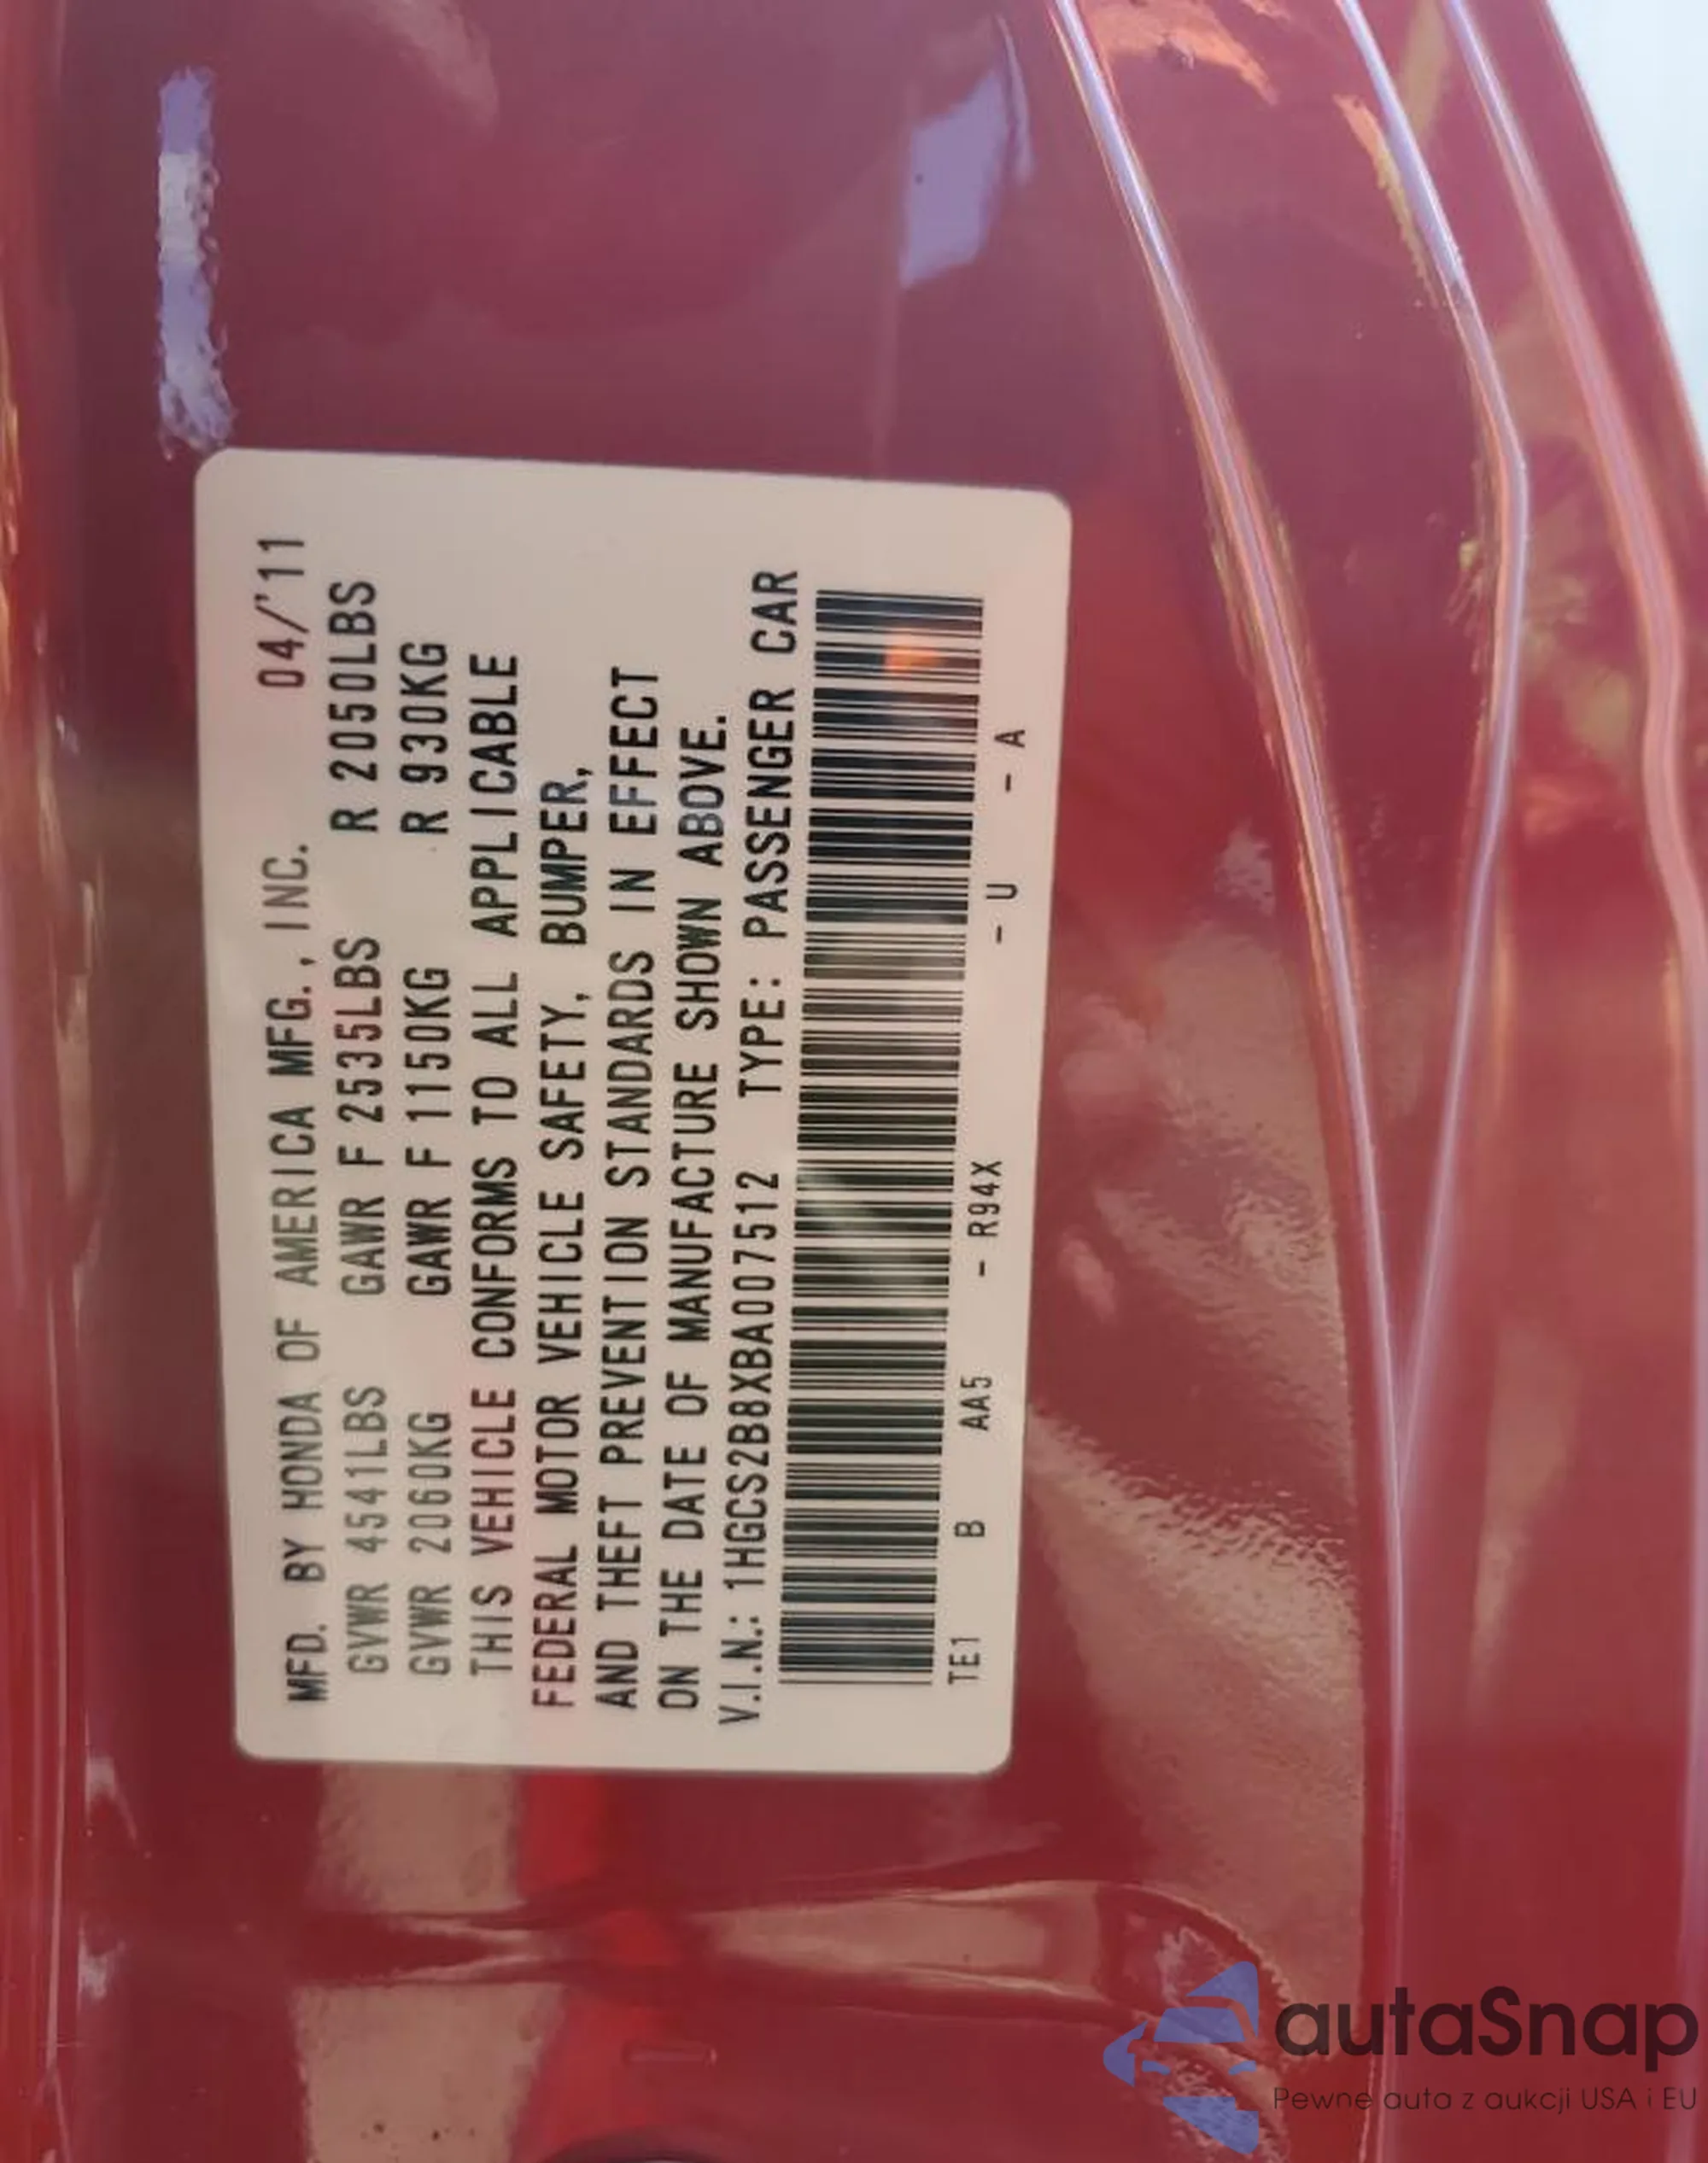 MFD. BY HONDA OF AMERICA MFG., INC. 04/'11
GVWR 4541LBS GAWR F 2535LBS R 2050LBS
GVWR 2060KG GAWR F 1150KG R 930KG
THIS VEHICLE CONFORMS TO ALL APPLICABLE
FEDERAL MOTOR VEHICLE SAFETY, BUMPER,
AND THEFT PREVENTION STANDARDS IN EFFECT
ON THE DATE OF MANUFACTURE SHOWN ABOVE.
V.I.N.: 1HGCS2B8XBA007512 TYPE: PASSENGER CAR
TE1 B AA5 - R94X - U - A
autaSnap
Pewne auta z aukcji USA i EU